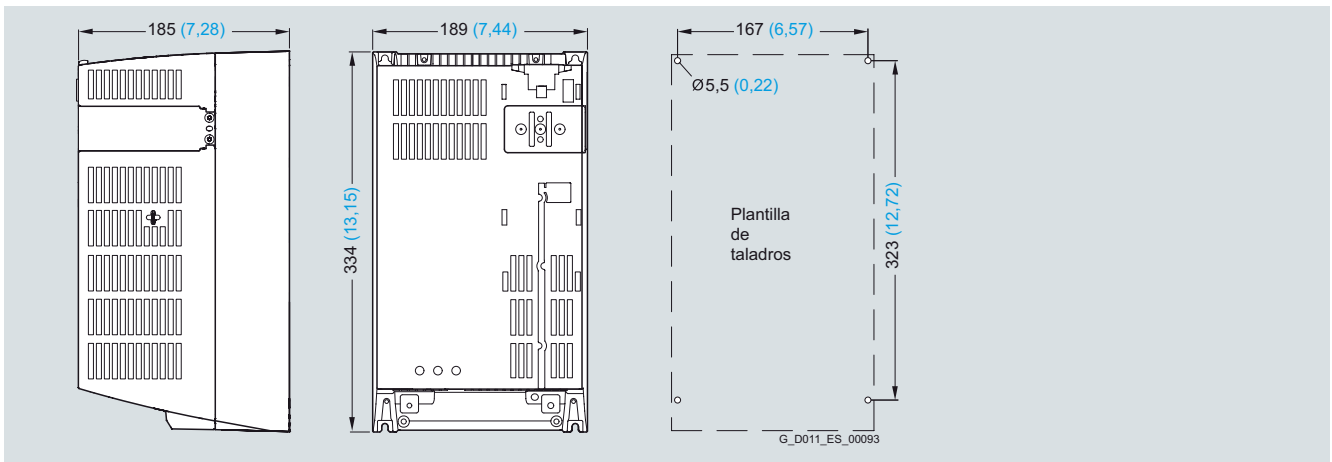 185 (7,28)
189 (7,44)
167 (6,57)
Ø5,5 (0,22)
334 (13,15)
323 (12,72)
Plantilla
de
taladros
G_D011_ES_00093